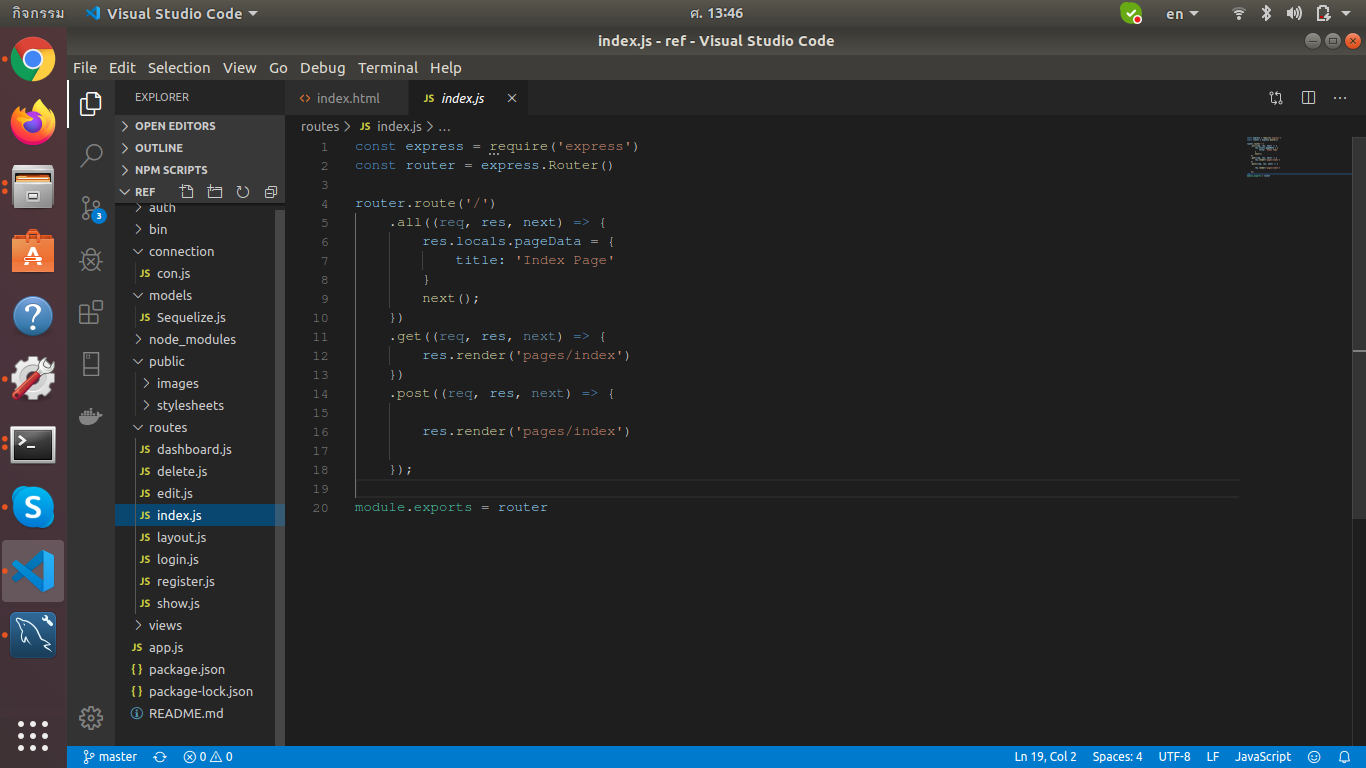 กิจกรรม
Visual Studio Code
ศ. 13:46
en
index.js - ref - Visual Studio Code
File Edit Selection View Go Debug Terminal Help
EXPLORER
OPEN EDITORS
OUTLINE
NPM SCRIPTS
REF
auth
bin
connection
JS con.js
models
JS Sequelize.js
node_modules
public
images
stylesheets
routes
JS dashboard.js
JS delete.js
JS edit.js
JS index.js
JS layout.js
JS login.js
JS register.js
JS show.js
views
JS app.js
{ } package.json
{ } package-lock.json
README.md
3
<> index.html
JS index.js
routes > JS index.js > ...
1 const express = require('express')
2 const router = express.Router()
3
4 router.route('/')
5 .all((req, res, next) => {
6 res.locals.pageData = {
7 title: 'Index Page'
8 }
9 next();
10 })
11 .get((req, res, next) => {
12 res.render('pages/index')
13 })
14 .post((req, res, next) => {
15
16 res.render('pages/index')
17
18 });
19
20 module.exports = router
master
0 0
Ln 19, Col 2
Spaces: 4
UTF-8
LF
JavaScript